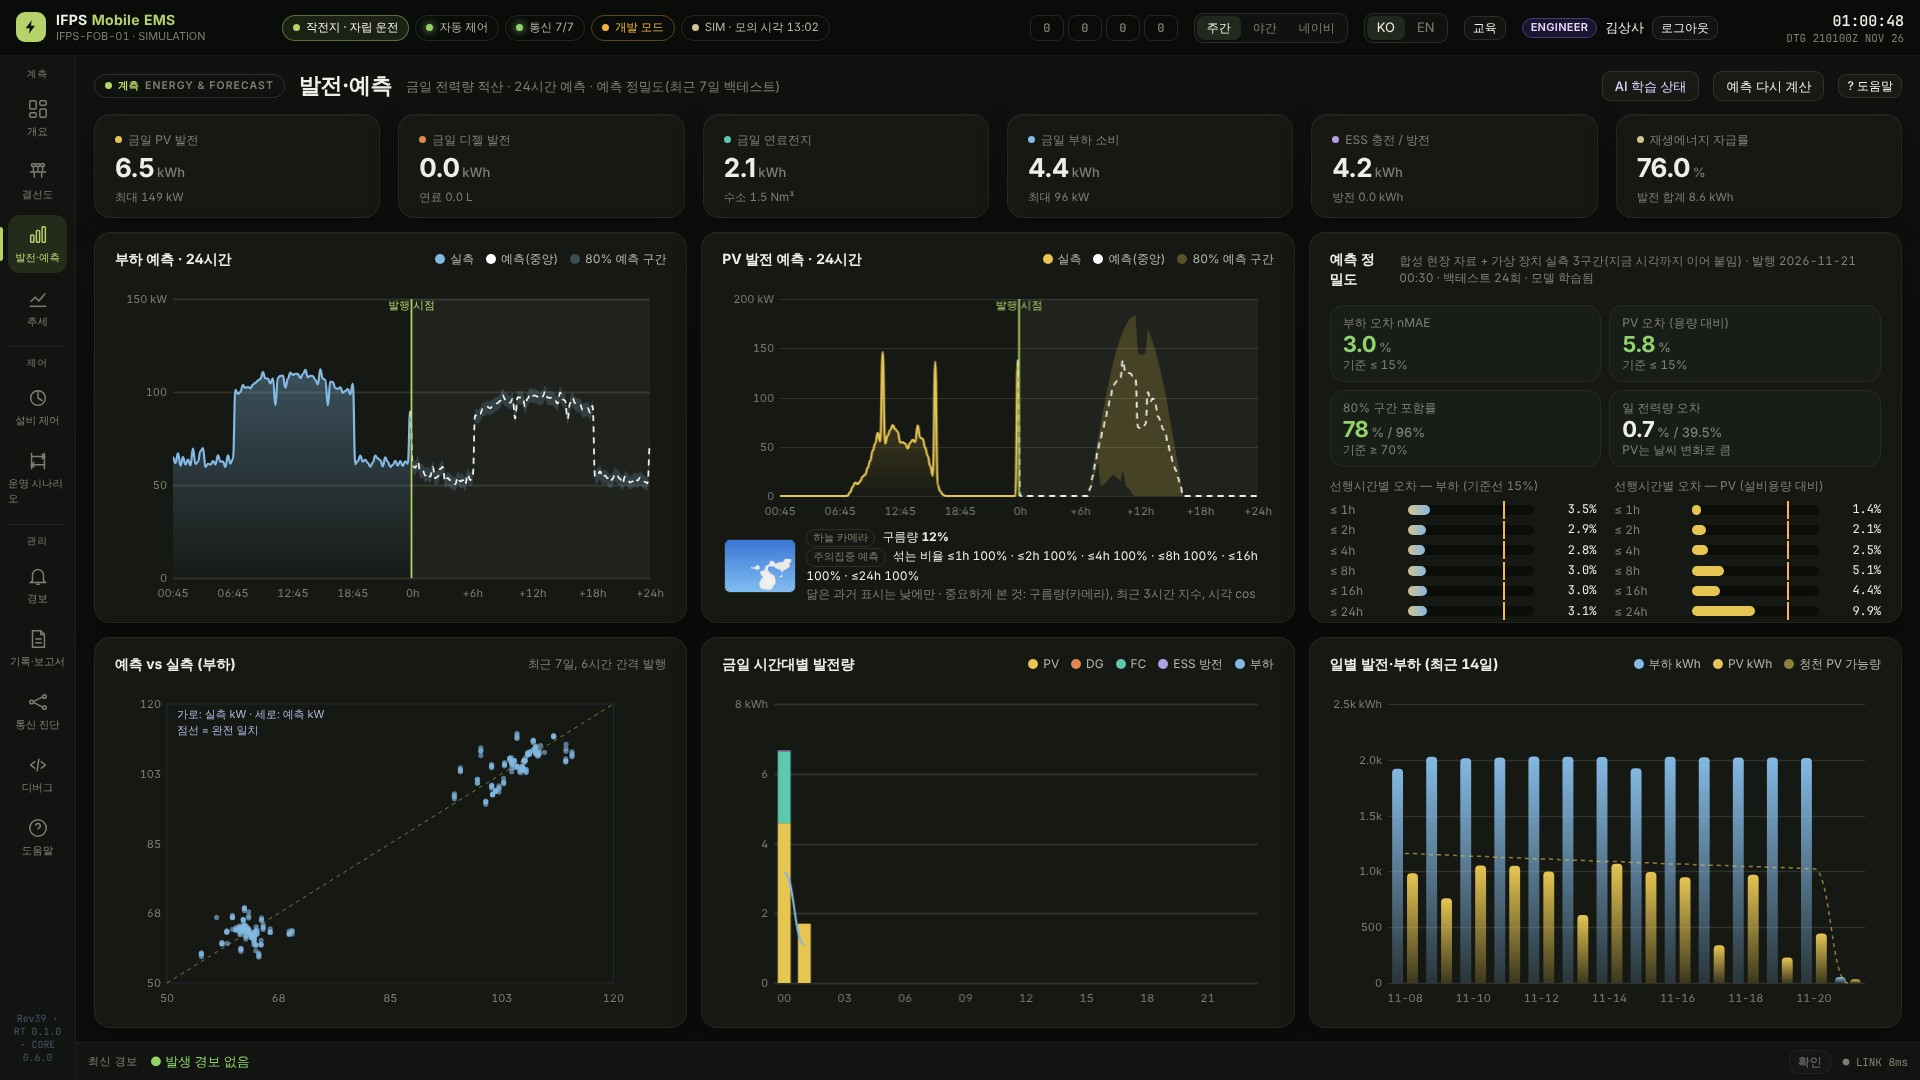 IFPS Mobile EMS
IFPS-FOB-01 · SIMULATION
작전지 · 자립 운전
자동 제어
통신 7/7
개발 모드
SIM · 모의 시각 13:02
0 0 0 0
주간 야간 네이비
KO EN
교육
ENGINEER 김상사 로그아웃
01:00:48
DTG 210100Z NOV 26
계측
개요
결선도
발전·예측
추세
제어
설비 제어
운영 시나리
오
관리
경보
기록·보고서
통신 진단
디버그
도움말
Rev39 ·
RT 0.1.0
· CORE
0.6.0
계측 ENERGY & FORECAST
발전·예측
금일 전력량 적산 · 24시간 예측 · 예측 정밀도(최근 7일 백테스트)
AI 학습 상태
예측 다시 계산
? 도움말
금일 PV 발전
6.5 kWh
최대 149 kW
금일 디젤 발전
0.0 kWh
연료 0.0 L
금일 연료전지
2.1 kWh
수소 1.5 Nm³
금일 부하 소비
4.4 kWh
최대 96 kW
ESS 충전 / 방전
4.2 kWh
방전 0.0 kWh
재생에너지 자급률
76.0 %
발전 합계 8.6 kWh
부하 예측 · 24시간
실측 예측(중앙) 80% 예측 구간
발행 시점
150 kW
100
50
0
00:45 06:45 12:45 18:45 0h +6h +12h +18h +24h
PV 발전 예측 · 24시간
실측 예측(중앙) 80% 예측 구간
발행 시점
200 kW
150
100
50
0
00:45 06:45 12:45 18:45 0h +6h +12h +18h +24h
하늘 카메라 구름량 12%
주의집중 예측 섞는 비율 ≤1h 100% · ≤2h 100% · ≤4h 100% · ≤8h 100% · ≤16h
100% · ≤24h 100%
닮은 과거 표시는 낮에만 · 중요하게 본 것: 구름량(카메라), 최근 3시간 지수, 시각 cos
예측 정
밀도
합성 현장 자료 + 가상 장치 실측 3구간(지금 시각까지 이어 붙임) · 발행 2026-11-21
00:30 · 백테스트 24회 · 모델 학습됨
부하 오차 nMAE
3.0 %
기준 ≤ 15%
PV 오차 (용량 대비)
5.8 %
기준 ≤ 15%
80% 구간 포함률
78 % / 96%
기준 ≥ 70%
일 전력량 오차
0.7 % / 39.5%
PV는 날씨 변화로 큼
선행시간별 오차 — 부하 (기준선 15%)
≤ 1h 3.5%
≤ 2h 2.9%
≤ 4h 2.8%
≤ 8h 3.0%
≤ 16h 3.0%
≤ 24h 3.1%
선행시간별 오차 — PV (설비용량 대비)
≤ 1h 1.4%
≤ 2h 2.1%
≤ 4h 2.5%
≤ 8h 5.1%
≤ 16h 4.4%
≤ 24h 9.9%
예측 vs 실측 (부하)
최근 7일, 6시간 간격 발행
가로: 실측 kW · 세로: 예측 kW
점선 = 완전 일치
120
103
85
68
50
50 68 85 103 120
금일 시간대별 발전량
PV DG FC ESS 방전 부하
8 kWh
6
4
2
0
00 03 06 09 12 15 18 21
일별 발전·부하 (최근 14일)
부하 kWh PV kWh 청천 PV 가능량
2.5k kWh
2.0k
1.5k
1.0k
500
0
11-08 11-10 11-12 11-14 11-16 11-18 11-20
최신 경보 발생 경보 없음
확인
LINK 8ms